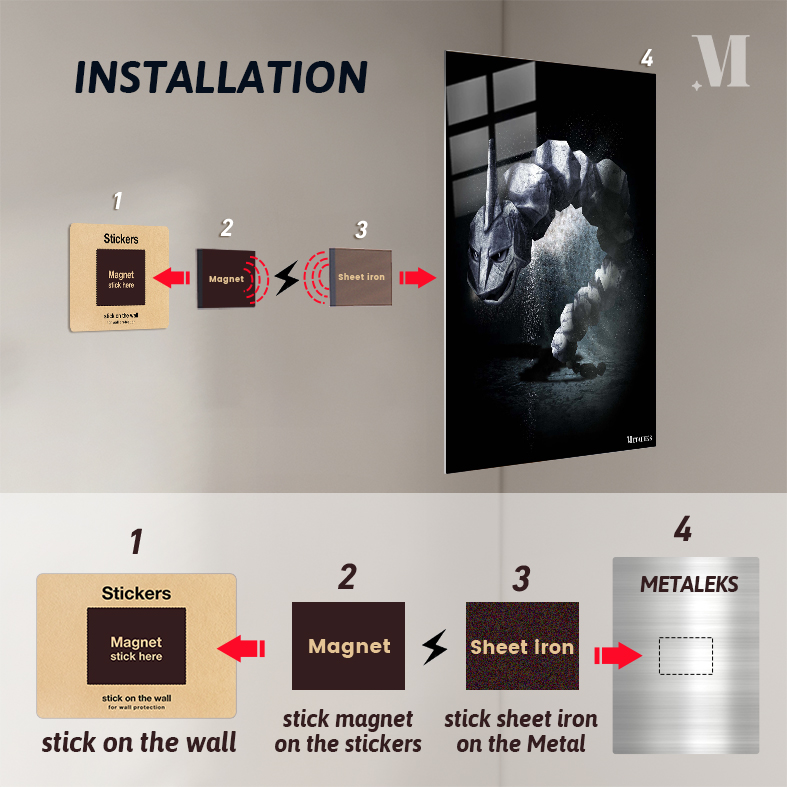 INSTALLATION
M
4
1
2
3
Stickers
Magnet
stick here
stick on the wall
for wall protection
Magnet
Sheet iron
METALEKS
1
2
3
4
Stickers
Magnet
stick here
stick on the wall
for wall protection
Magnet
Sheet iron
METALEKS
stick on the wall
stick magnet
on the stickers
stick sheet iron
on the Metal